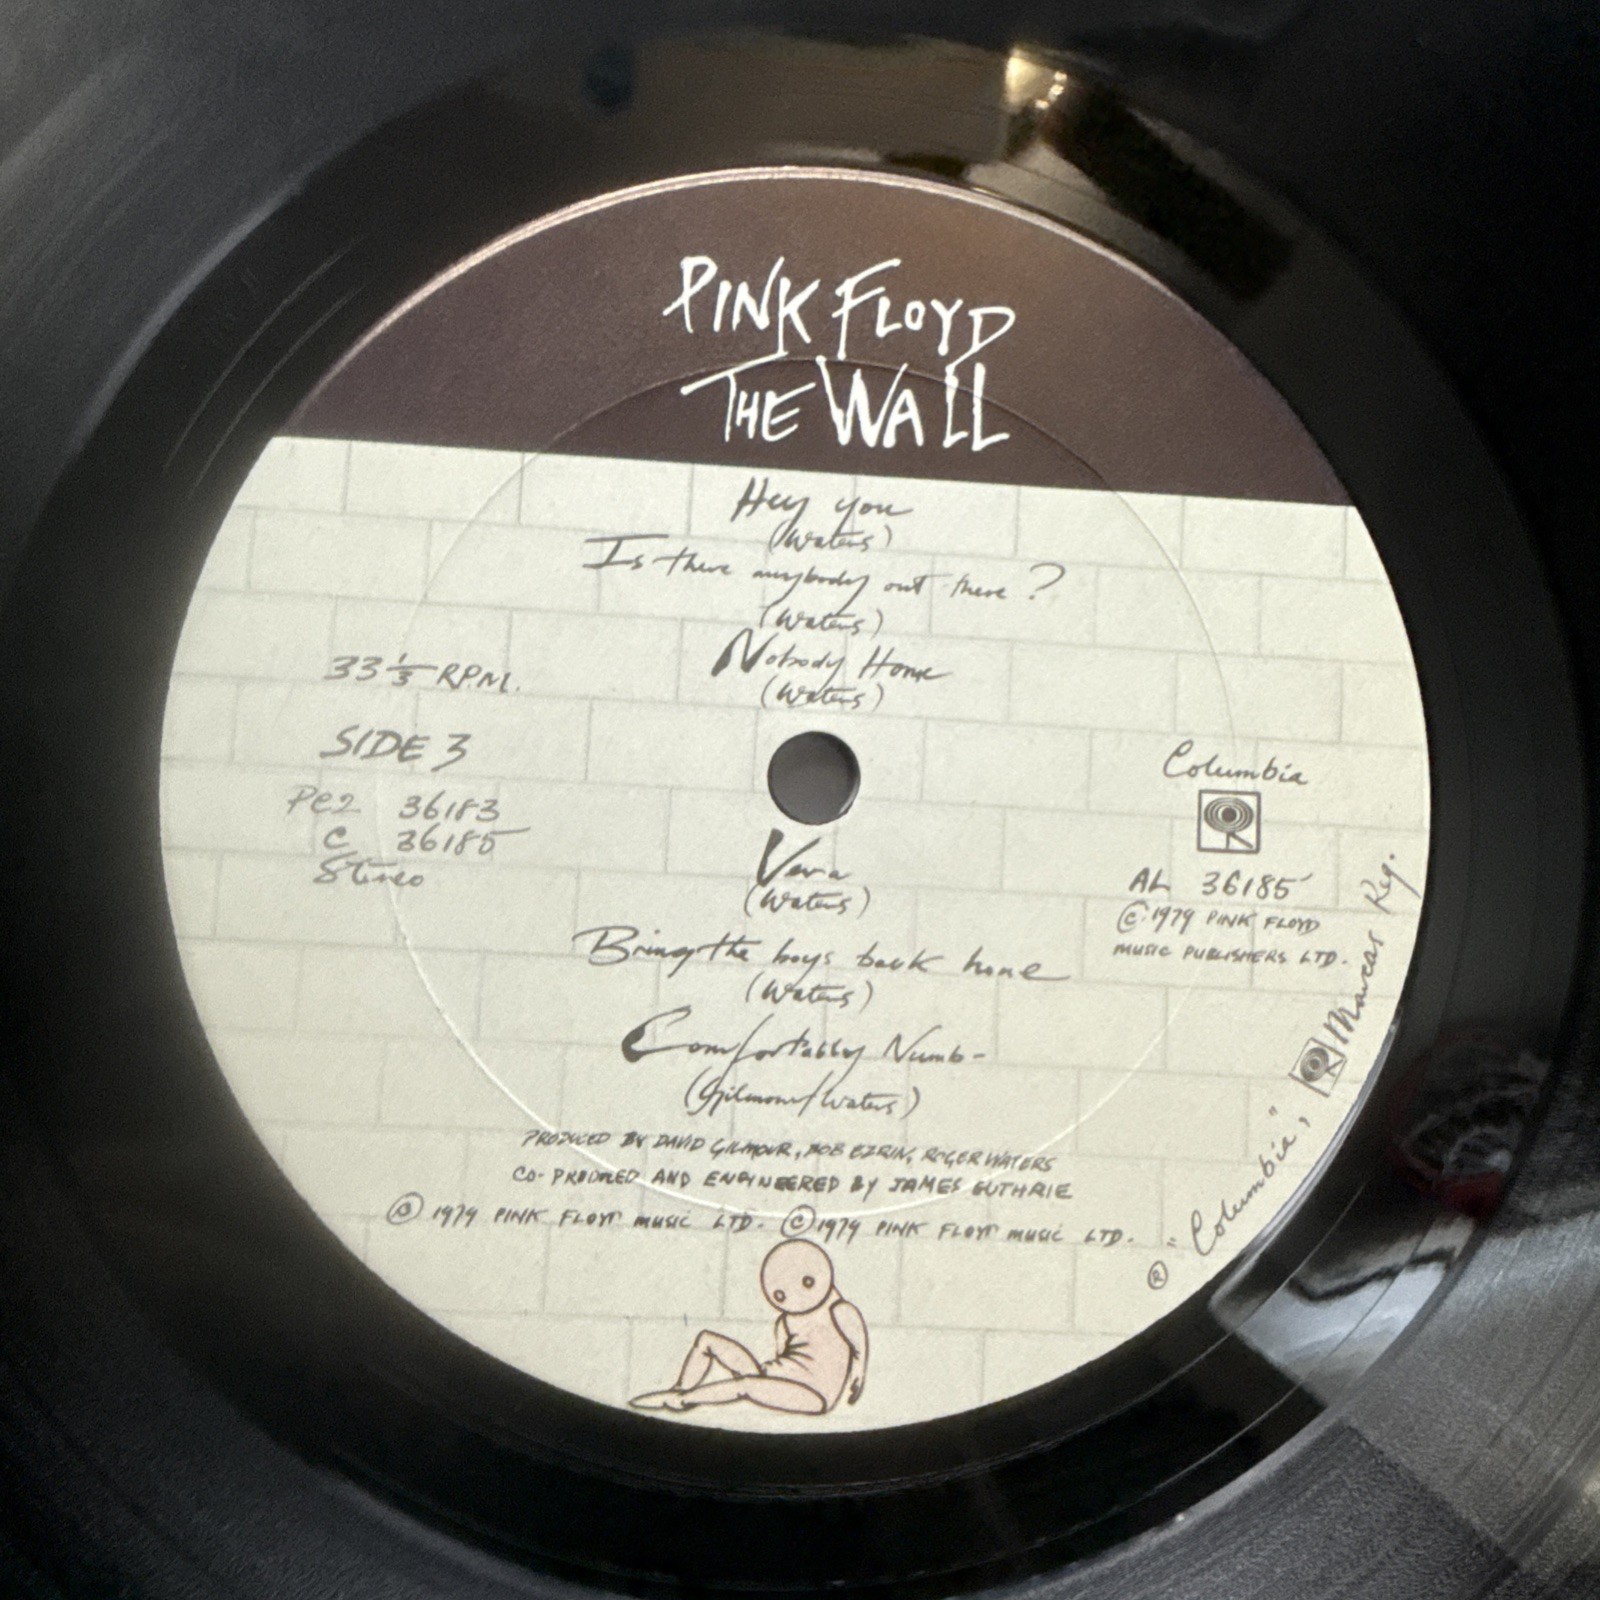 PINK FLOYD
THE WALL
Hey you
(Waters)
Is there anybody out there?
(Waters)
Nobody Home
(Waters)
33 1/3 R.P.M.
SIDE 3
PC2 36183
C 36185
Stereo
Vera
(Waters)
Bring the boys back home
(Waters)
Comfortably Numb
(Gilmour/Waters)
Columbia
AL 36185
© 1979 PINK FLOYD
MUSIC PUBLISHERS LTD.
PRODUCED BY DAVID GILMOUR, BOB EZRIN, ROGER WATERS
CO-PRODUCED AND ENGINEERED BY JAMES GUTHRIE
℗ 1979 PINK FLOYD MUSIC LTD. © 1979 PINK FLOYD MUSIC LTD.
® "Columbia", Marcas Reg.